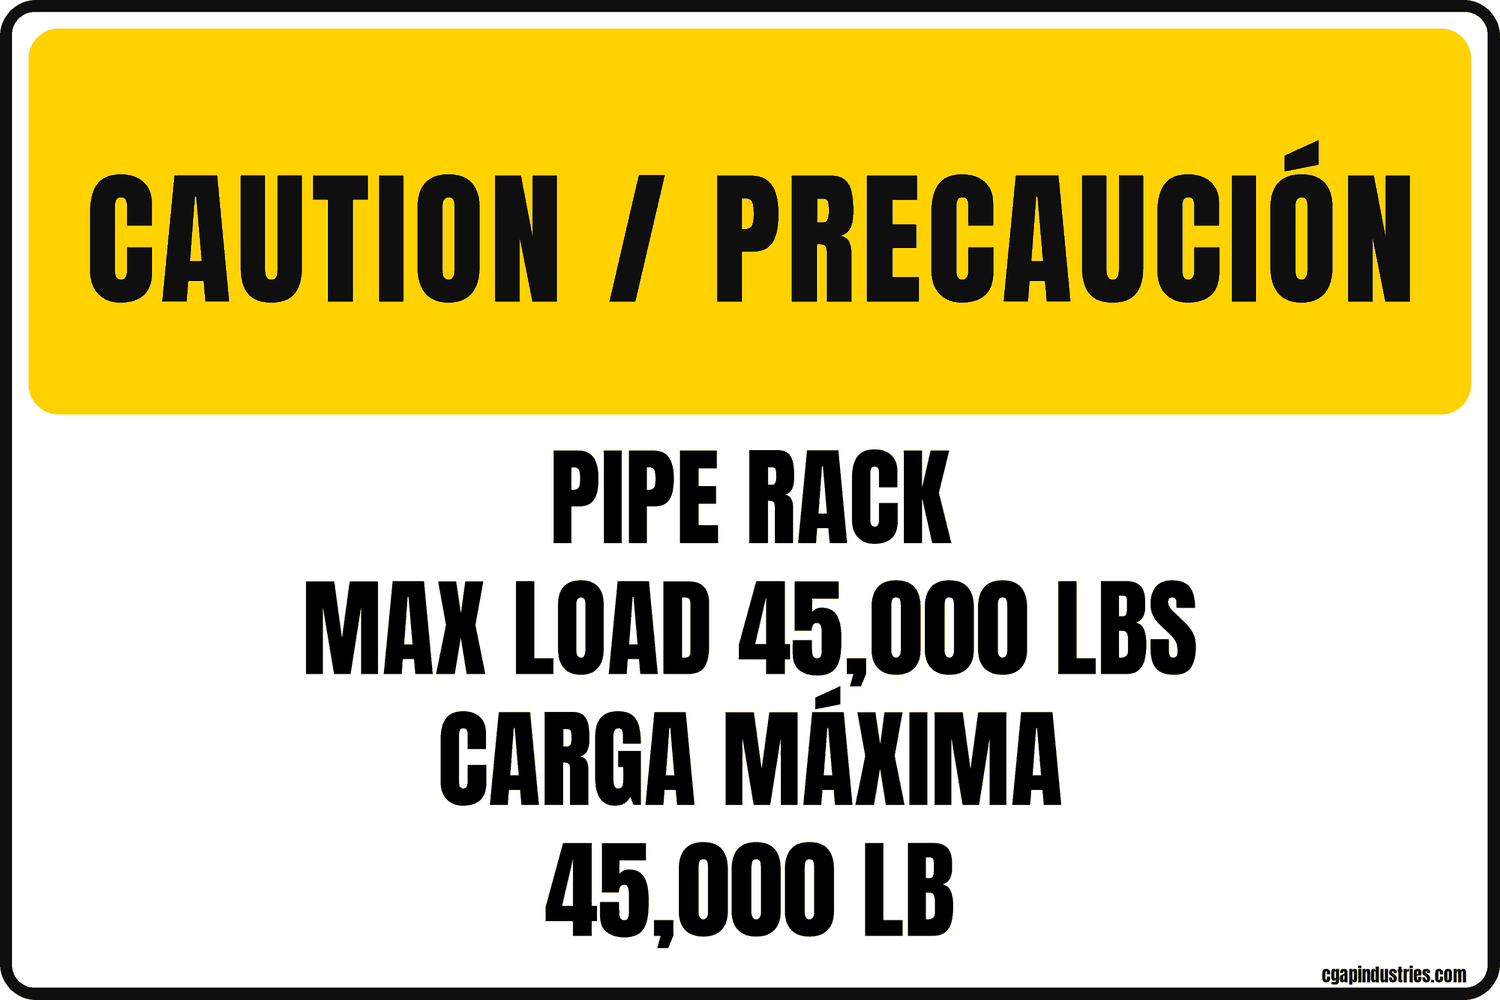 CAUTION / PRECAUCIÓN
PIPE RACK
MAX LOAD 45,000 LBS
CARGA MÁXIMA
45,000 LB
cgapindustries.com